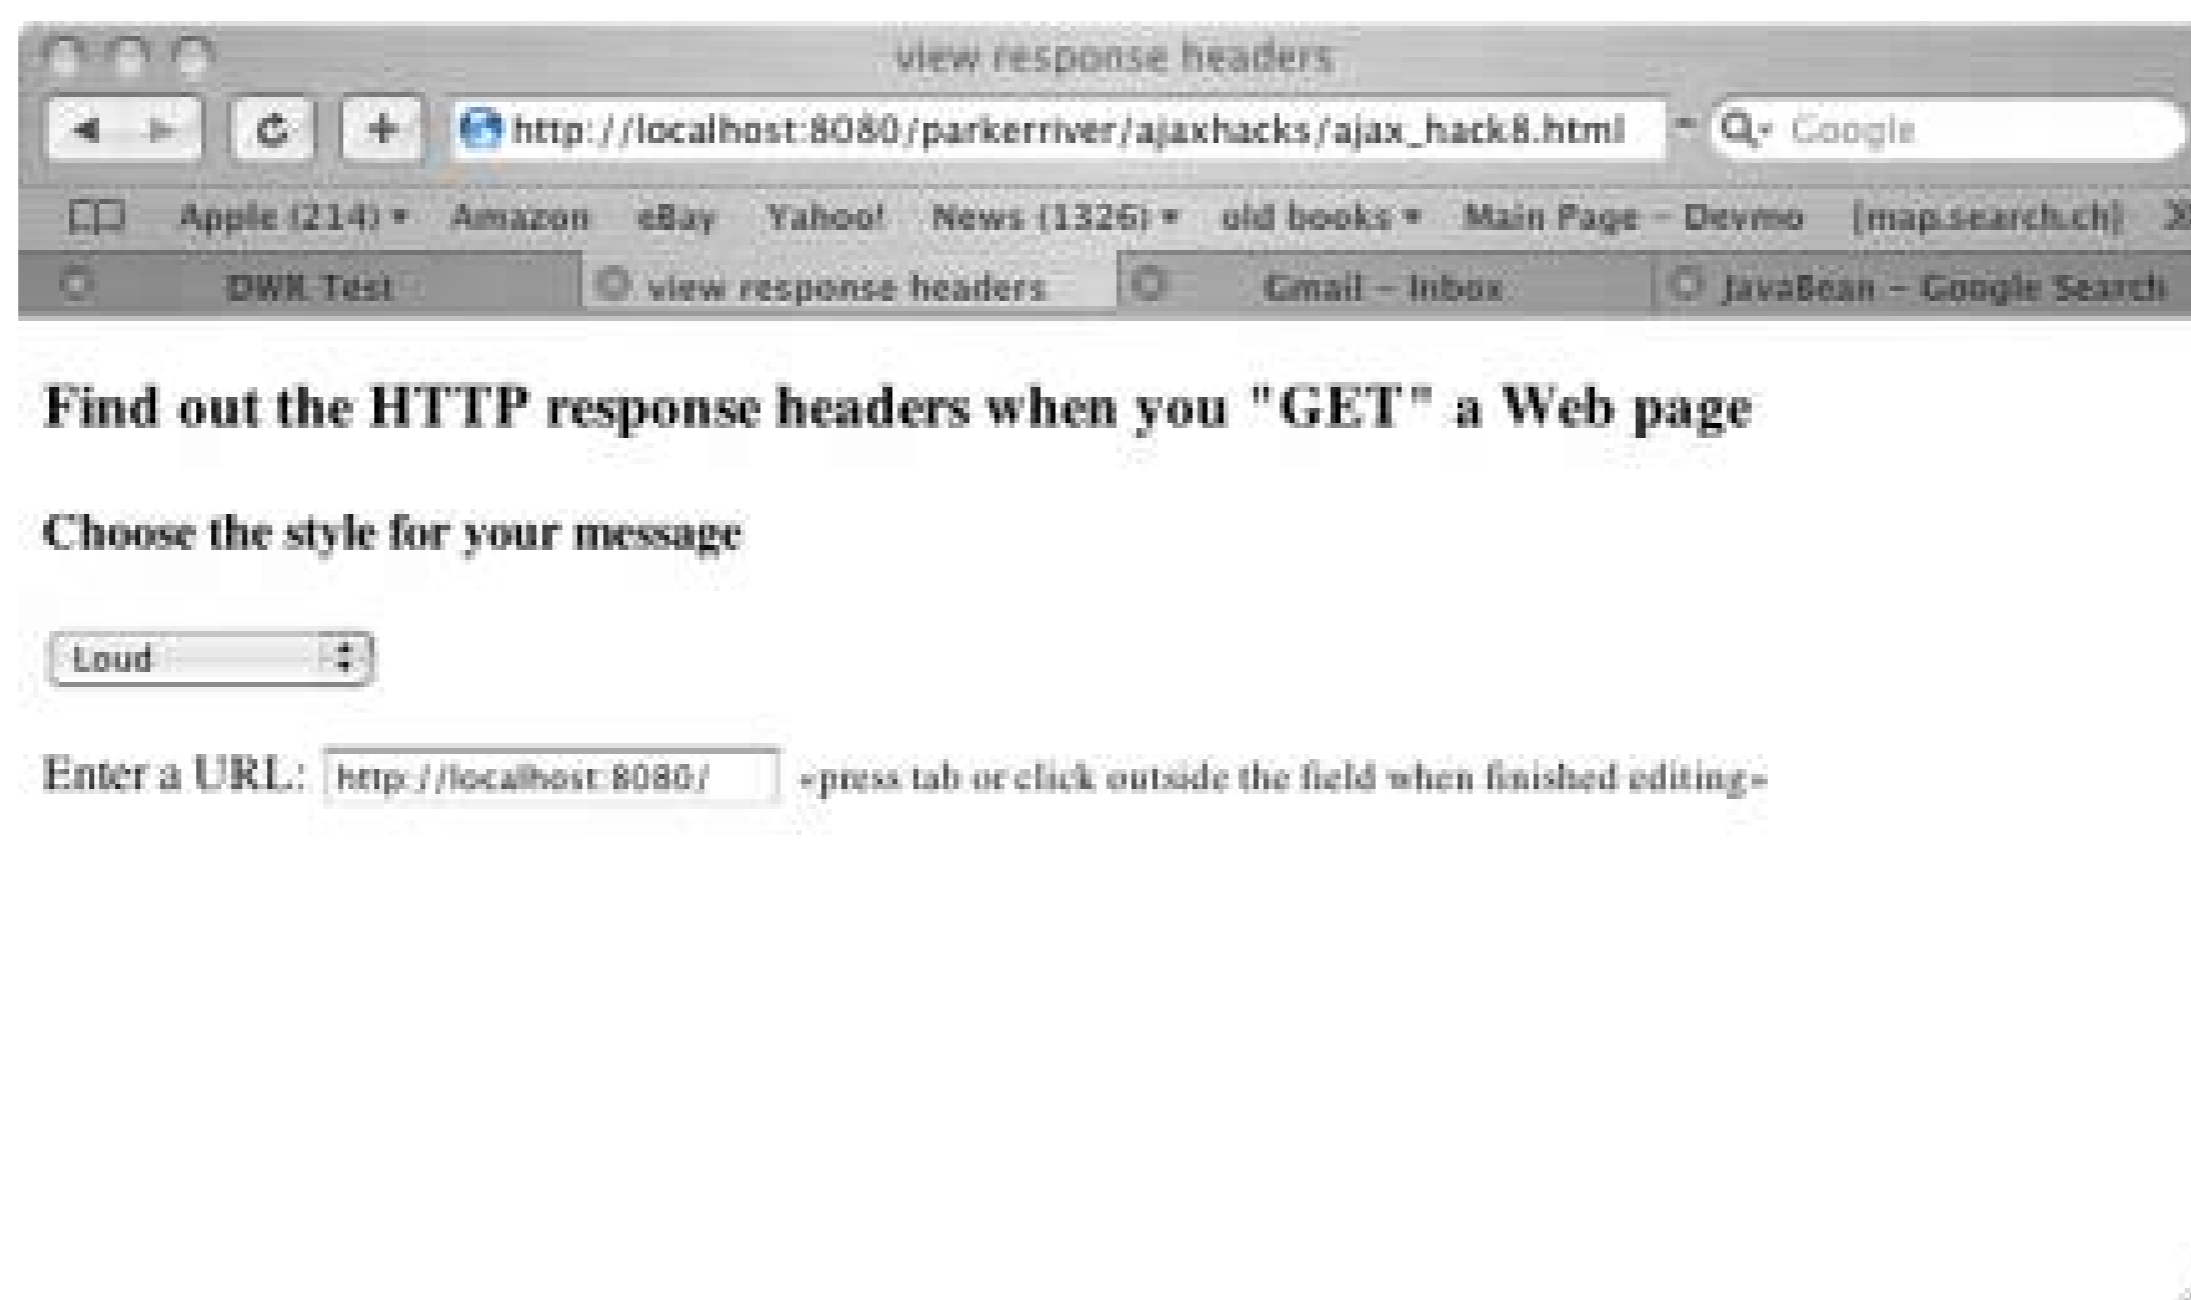 view response headers
http://localhost:8080/parkerriver/ajaxhacks/ajax_hack8.html Google
Apple (214) Amazon eBay Yahoo! News (1326) old books Main Page - Devmo [map.search.ch]
DWR Test view response headers Gmail - Inbox JavaBean - Google Search
Find out the HTTP response headers when you "GET" a Web page
Choose the style for your message
Loud
Enter a URL: http://localhost:8080/ -press tab or click outside the field when finished editing-